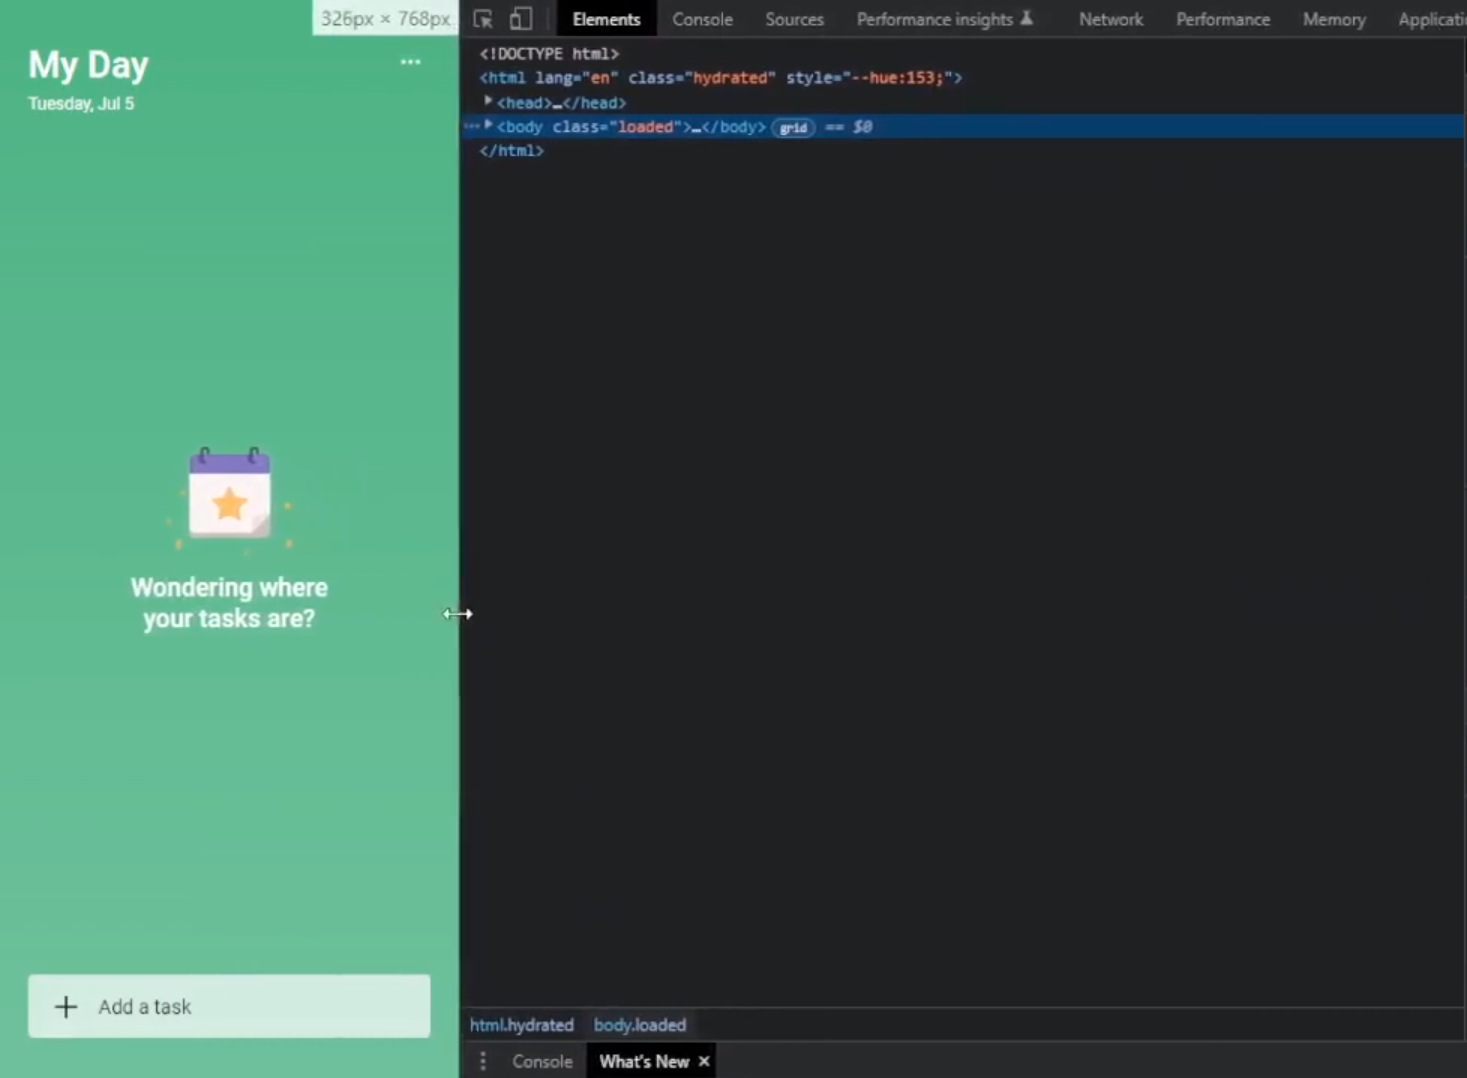 326px × 768px
My Day
Tuesday, Jul 5
Wondering where
your tasks are?
Add a task
Elements Console Sources Performance insights Network Performance Memory Applicati
<!DOCTYPE html>
<html lang="en" class="hydrated" style="--hue:153;">
<head>…</head>
<body class="loaded">…</body> grid == $0
</html>
html.hydrated body.loaded
Console What's New